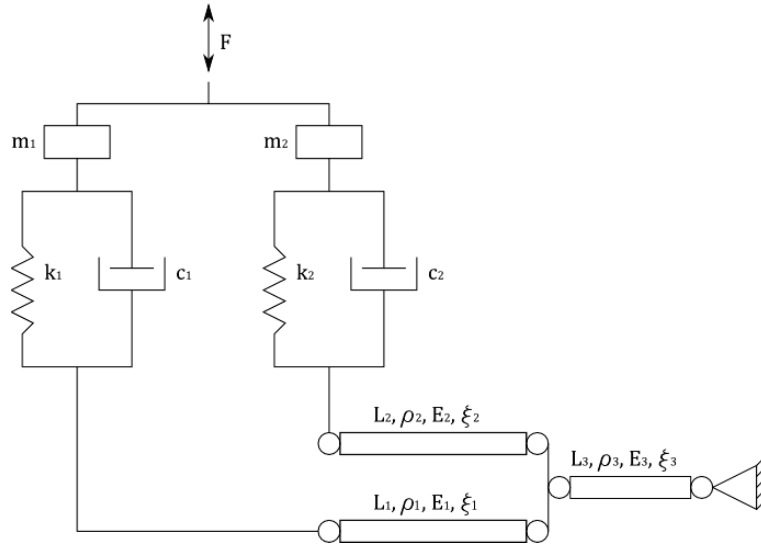 F
m₁
m₂
k₁
c₁
k₂
c₂
L₂, ρ₂, E₂, ξ₂
L₃, ρ₃, E₃, ξ₃
L₁, ρ₁, E₁, ξ₁